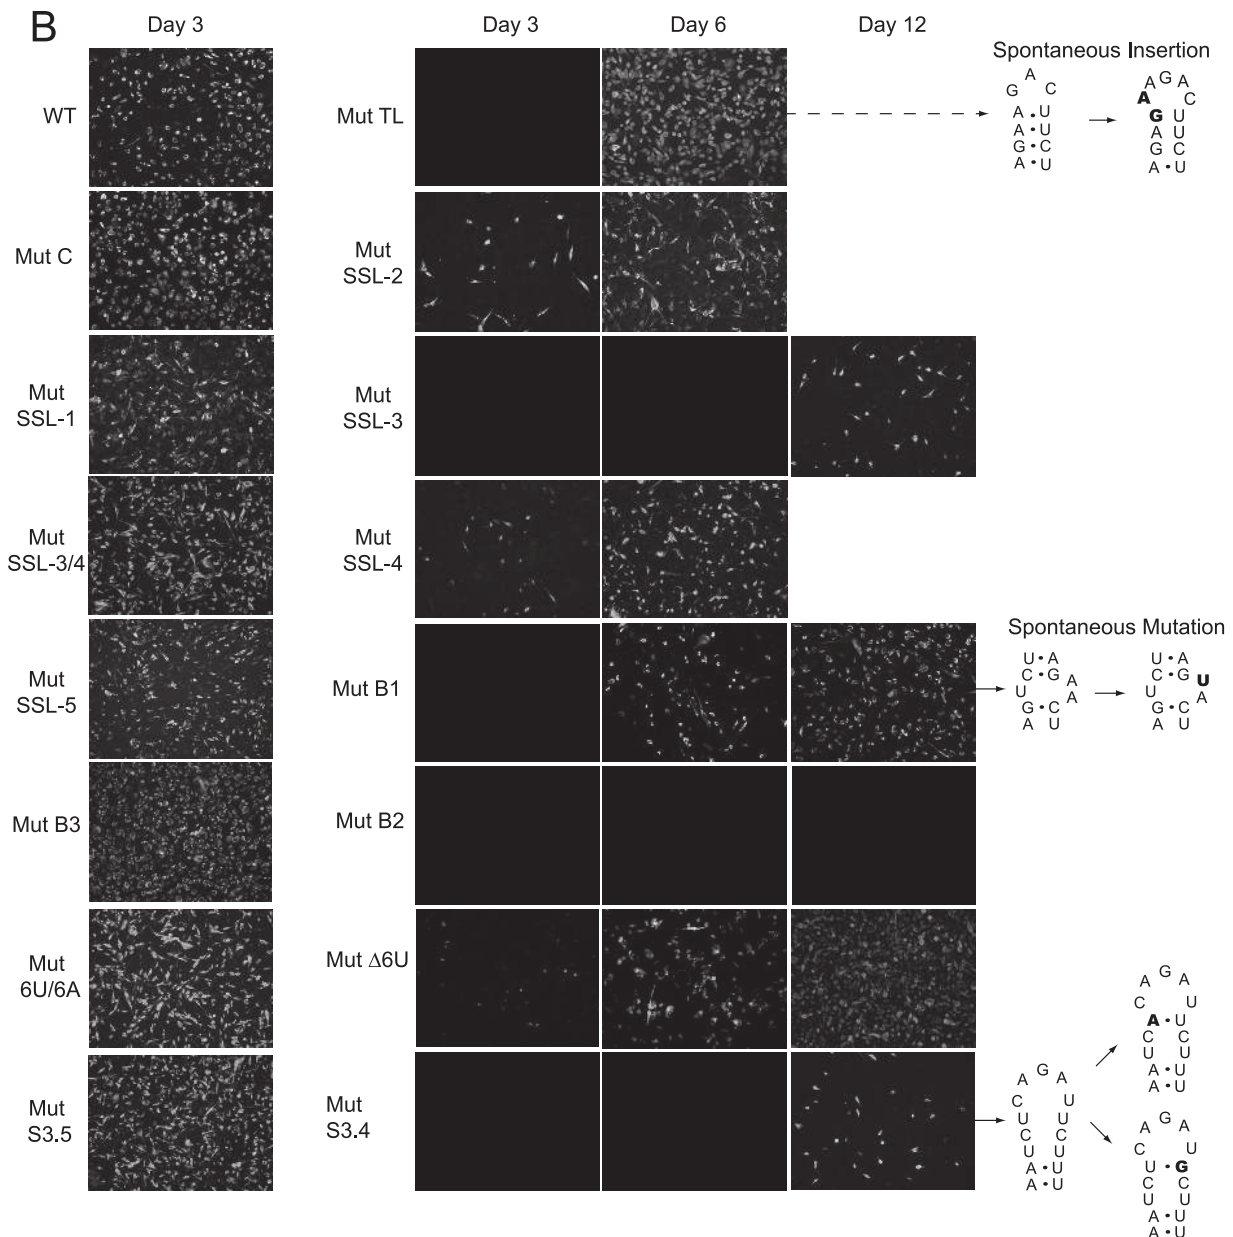 B
Day 3
Day 3
Day 6
Day 12
WT
Mut C
Mut
SSL-1
Mut
SSL-3/4
Mut
SSL-5
Mut B3
Mut
6U/6A
Mut
S3.5
Mut TL
Mut
SSL-2
Mut
SSL-3
Mut
SSL-4
Mut B1
Mut B2
Mut Δ6U
Mut
S3.4
Spontaneous Insertion
A
G C
A • U
A • U
G • C
A • U
A G A
A C
G U
A • U
G • C
A • U
Spontaneous Mutation
U • A
C • G A
U A
G • C
A U
U • A
C • G U
U A
G • C
A U
A G A
C U
U U
C C
U U
A • U
A • U
A G A
C U
A • U
C C
U U
A • U
A • U
A G A
C U
U • G
C C
U U
A • U
A • U